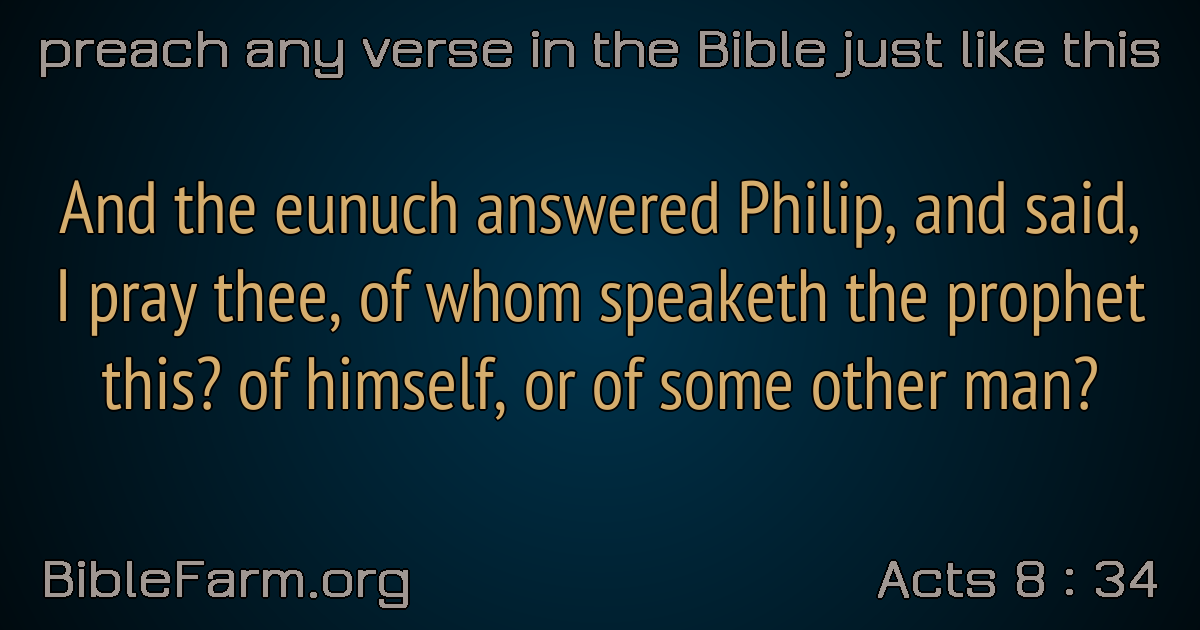 preach any verse in the Bible just like this
And the eunuch answered Philip, and said,
I pray thee, of whom speaketh the prophet
this? of himself, or of some other man?
BibleFarm.org
Acts 8 : 34